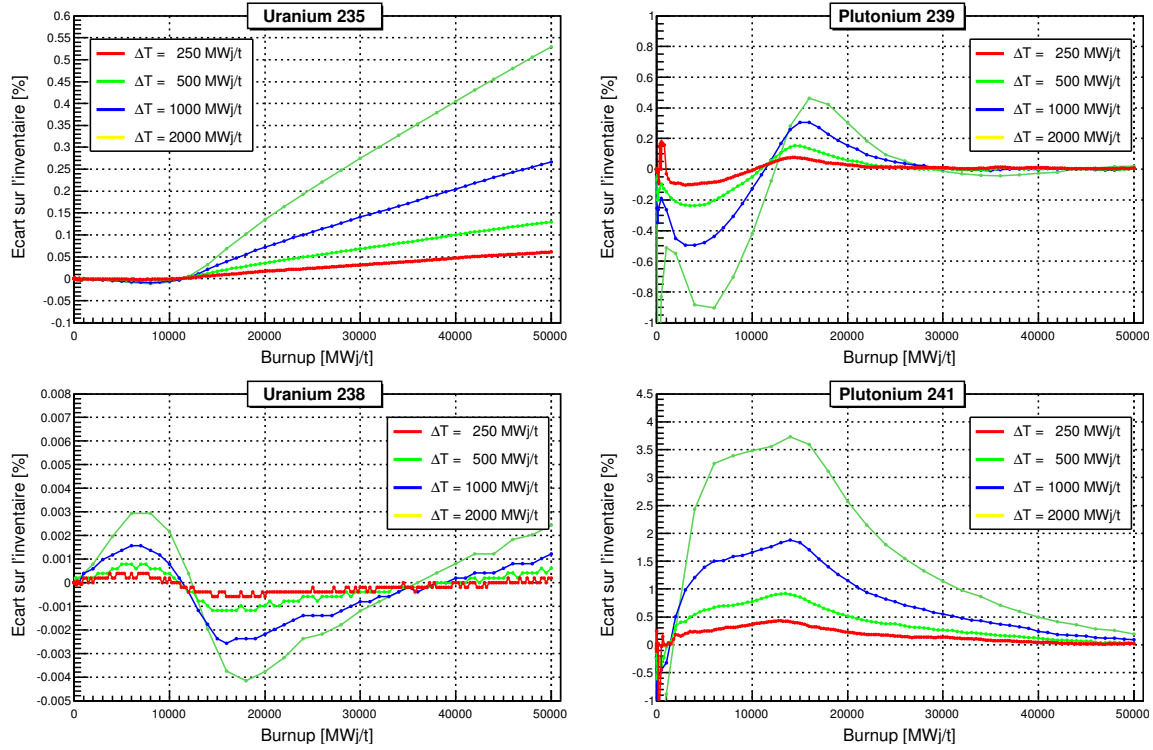 Uranium 235
Ecart sur l'inventaire [%]
0.6
0.55
0.5
0.45
0.4
0.35
0.3
0.25
0.2
0.15
0.1
0.05
0
-0.05
-0.1
ΔT = 250 MWj/t
ΔT = 500 MWj/t
ΔT = 1000 MWj/t
ΔT = 2000 MWj/t
0 10000 20000 30000 40000 50000
Burnup [MWj/t]
Plutonium 239
Ecart sur l'inventaire [%]
1
0.8
0.6
0.4
0.2
0
-0.2
-0.4
-0.6
-0.8
-1
ΔT = 250 MWj/t
ΔT = 500 MWj/t
ΔT = 1000 MWj/t
ΔT = 2000 MWj/t
0 10000 20000 30000 40000 50000
Burnup [MWj/t]
Uranium 238
Ecart sur l'inventaire [%]
0.008
0.007
0.006
0.005
0.004
0.003
0.002
0.001
0
-0.001
-0.002
-0.003
-0.004
-0.005
ΔT = 250 MWj/t
ΔT = 500 MWj/t
ΔT = 1000 MWj/t
ΔT = 2000 MWj/t
0 10000 20000 30000 40000 50000
Burnup [MWj/t]
Plutonium 241
Ecart sur l'inventaire [%]
4.5
4
3.5
3
2.5
2
1.5
1
0.5
0
-0.5
-1
ΔT = 250 MWj/t
ΔT = 500 MWj/t
ΔT = 1000 MWj/t
ΔT = 2000 MWj/t
0 10000 20000 30000 40000 50000
Burnup [MWj/t]